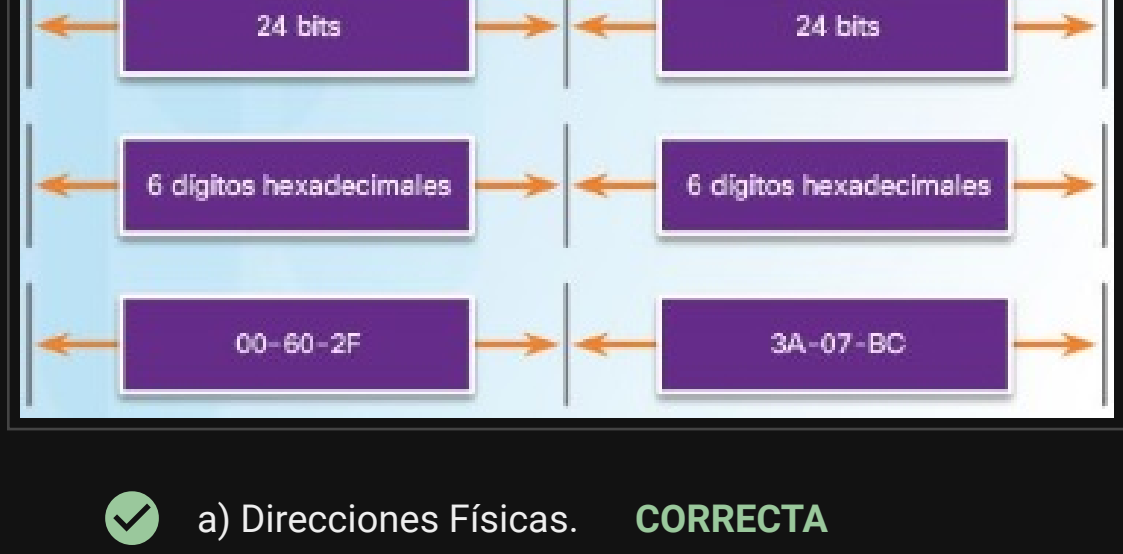 24 bits 24 bits
6 dígitos hexadecimales 6 dígitos hexadecimales
00-60-2F 3A-07-BC
a) Direcciones Físicas. CORRECTA